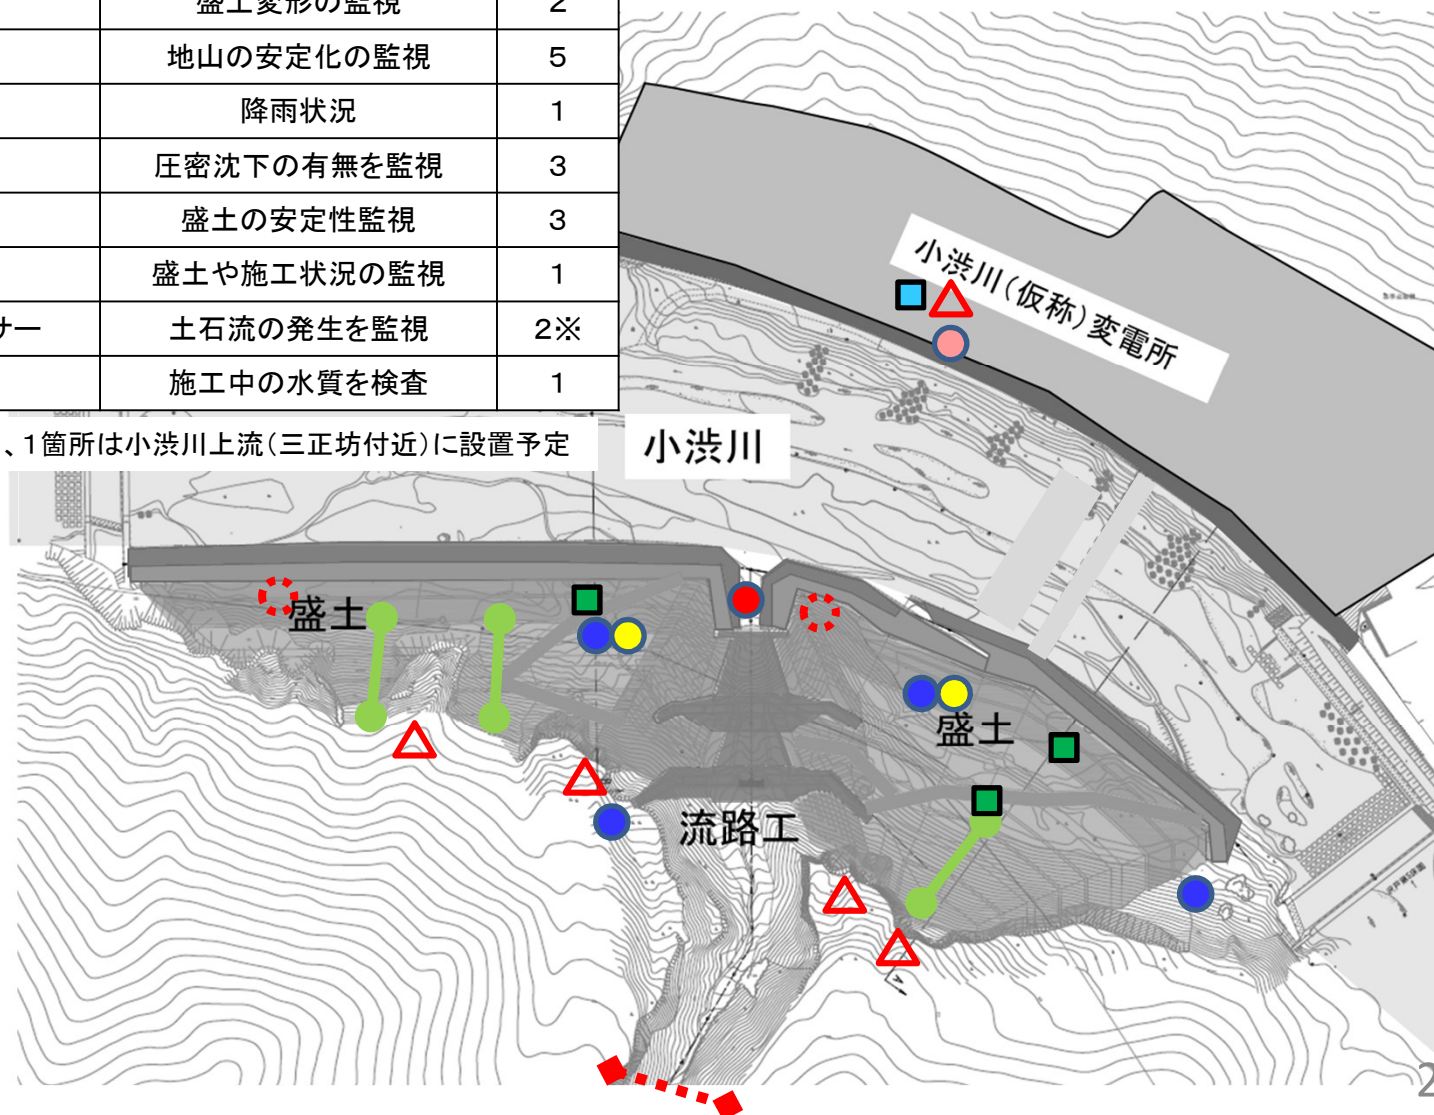 盛土変形の監視 2
地山の安定化の監視 5
降雨状況 1
圧密沈下の有無を監視 3
盛土の安定性監視 3
盛土や施工状況の監視 1
サー 土石流の発生を監視 2※
施工中の水質を検査 1
、1箇所は小渋川上流(三正坊付近)に設置予定
小渋川(仮称)変電所
小渋川
盛土
盛土
流路工
A
2